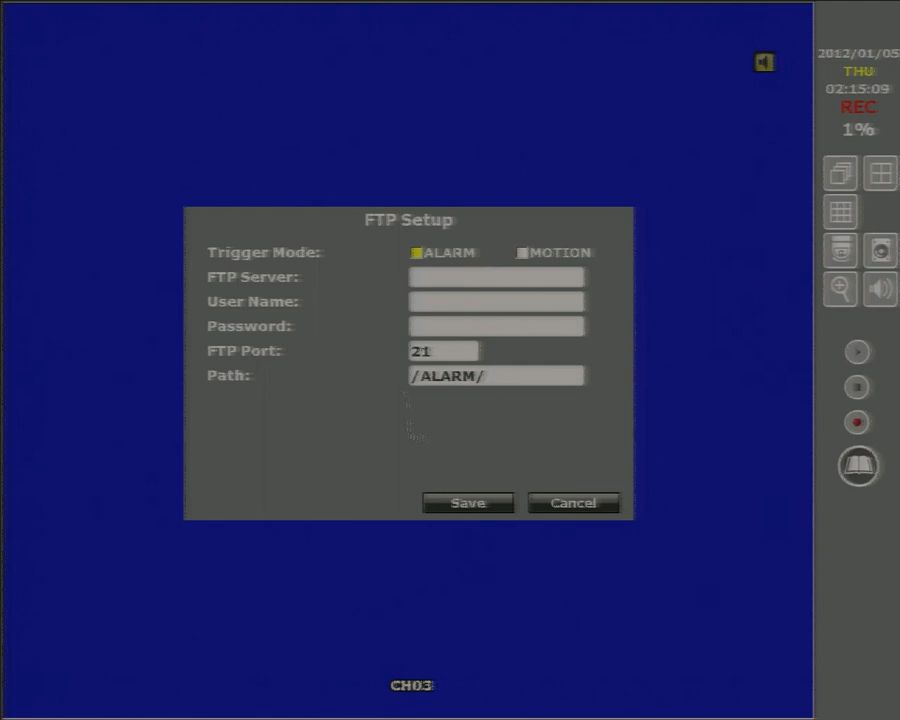 2012/01/05
THU
02:15:09
REC
1%
FTP Setup
Trigger Mode: ALARM MOTION
FTP Server:
User Name:
Password:
FTP Port: 21
Path: /ALARM/
Save Cancel
CH03